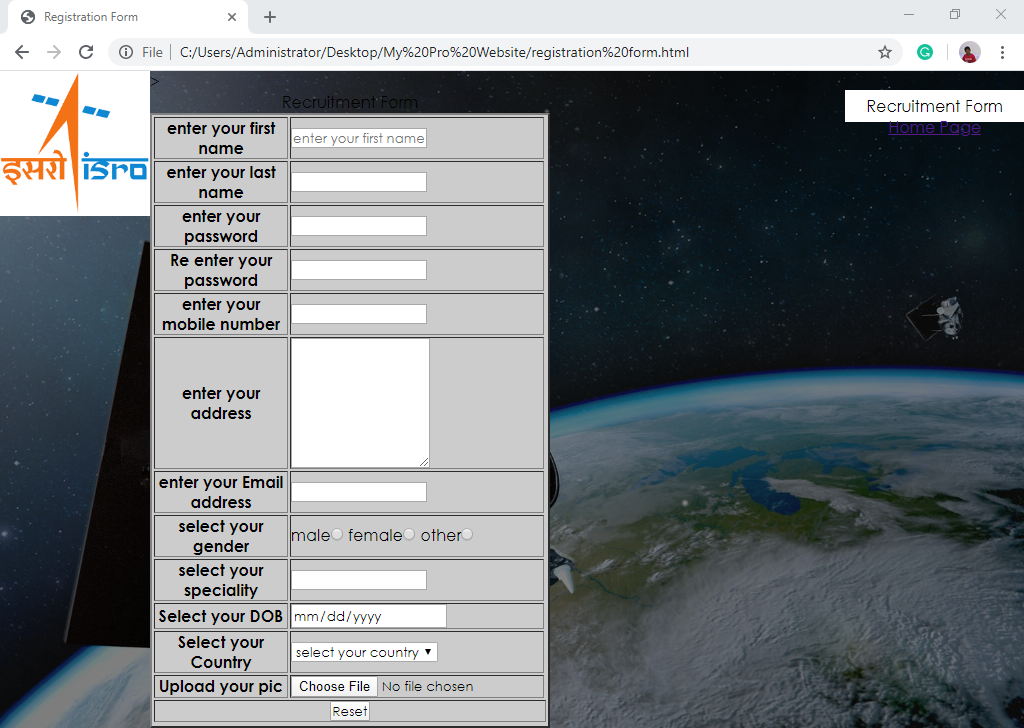 Registration Form
File
C:/Users/Administrator/Desktop/My%20Pro%20Website/registration%20form.html
इसरो isro
>
Recruitment Form
Recruitment Form
Home Page
enter your first
name
enter your first name
enter your last
name
enter your
password
Re enter your
password
enter your
mobile number
enter your
address
enter your Email
address
select your
gender
male female other
select your
speciality
Select your DOB
mm/dd/yyyy
Select your
Country
select your country
Upload your pic
Choose File No file chosen
Reset